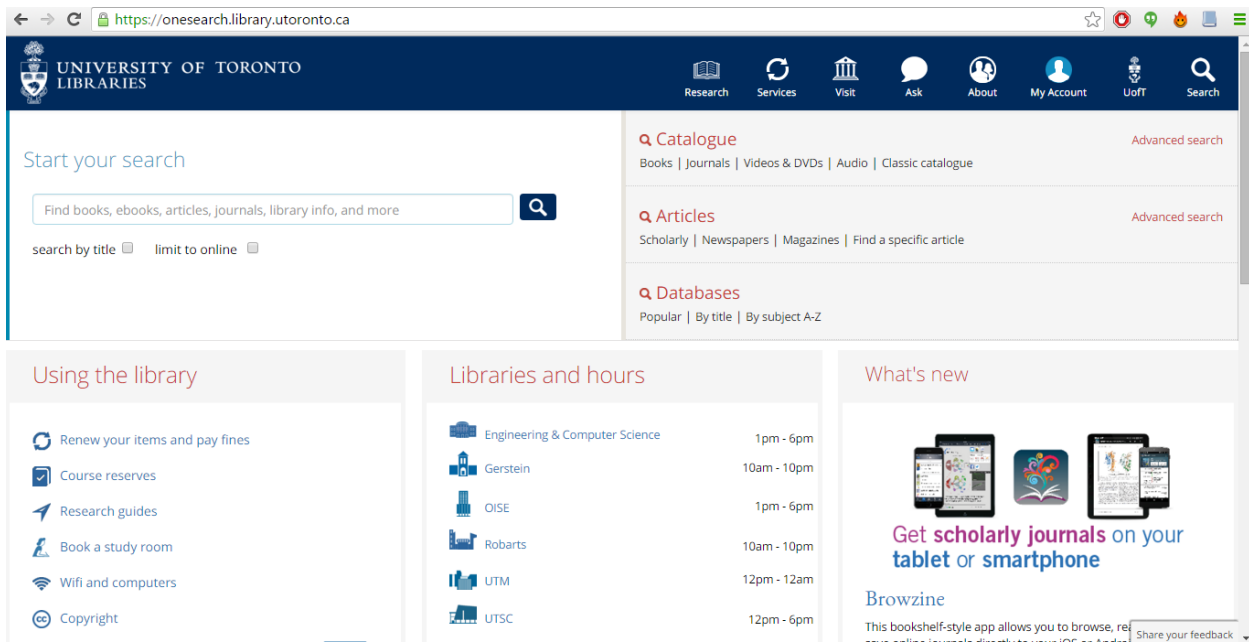 https://onesearch.library.utoronto.ca
UNIVERSITY OF TORONTO
LIBRARIES
Research
Services
Visit
Ask
About
My Account
UofT
Search
Start your search
Find books, ebooks, articles, journals, library info, and more
search by title
limit to online
Catalogue
Advanced search
Books | Journals | Videos & DVDs | Audio | Classic catalogue
Articles
Advanced search
Scholarly | Newspapers | Magazines | Find a specific article
Databases
Popular | By title | By subject A-Z
Using the library
Renew your items and pay fines
Course reserves
Research guides
Book a study room
Wifi and computers
cc Copyright
Libraries and hours
Engineering & Computer Science 1pm - 6pm
Gerstein 10am - 10pm
OISE 1pm - 6pm
Robarts 10am - 10pm
UTM 12pm - 12am
UTSC 12pm - 6pm
What's new
Get scholarly journals on your
tablet or smartphone
Browzine
This bookshelf-style app allows you to browse,
Share your feedback